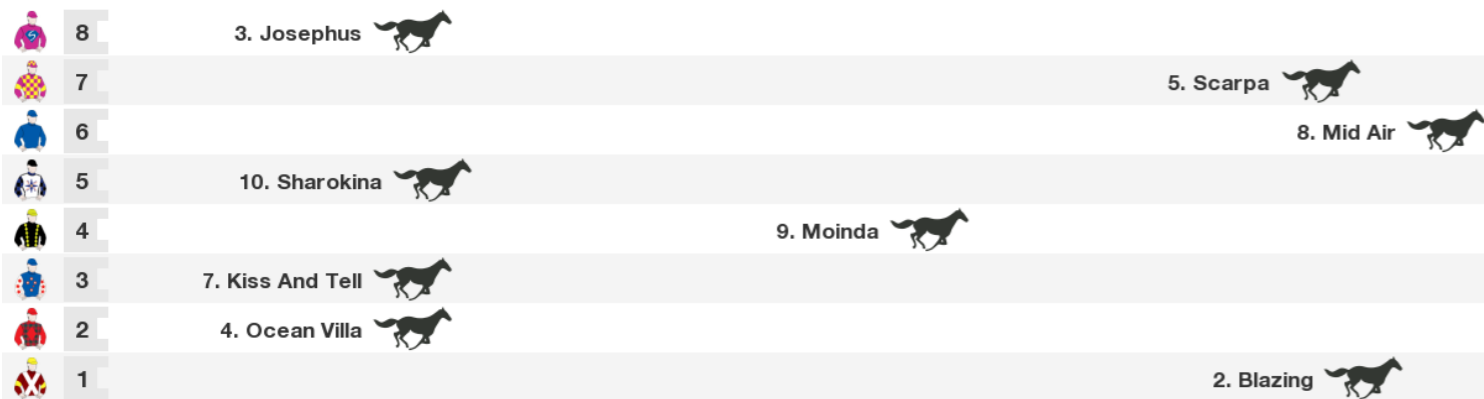 8 3. Josephus
7 5. Scarpa
6 8. Mid Air
5 10. Sharokina
4 9. Moinda
3 7. Kiss And Tell
2 4. Ocean Villa
1 2. Blazing